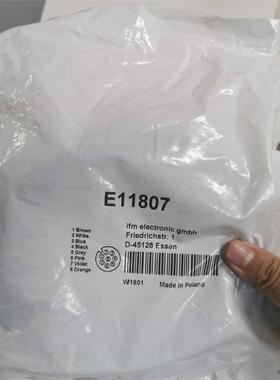 E11807
ifm electronic gmbh
Friedrichstr. 1
D-45128 Essen
1 Brown
2 White
3 Blue
4 Black
5 Grey
6 Pink
7 Violet
8 Orange
W1901
Made in Poland